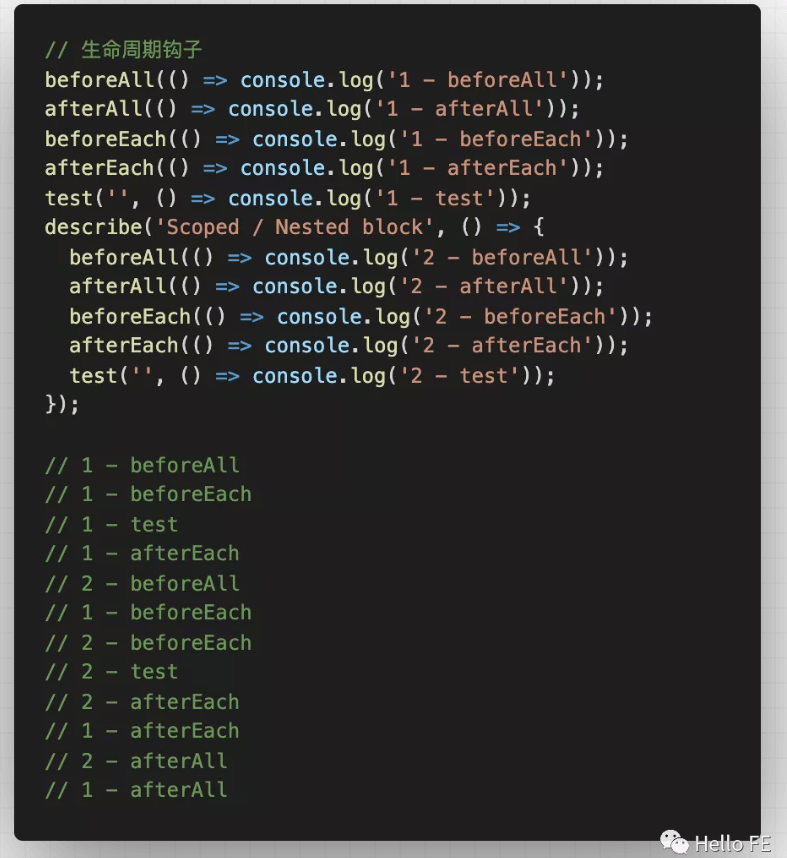 // 生命周期钩子
beforeAll(() => console.log('1 - beforeAll'));
afterAll(() => console.log('1 - afterAll'));
beforeEach(() => console.log('1 - beforeEach'));
afterEach(() => console.log('1 - afterEach'));
test('', () => console.log('1 - test'));
describe('Scoped / Nested block', () => {
  beforeAll(() => console.log('2 - beforeAll'));
  afterAll(() => console.log('2 - afterAll'));
  beforeEach(() => console.log('2 - beforeEach'));
  afterEach(() => console.log('2 - afterEach'));
  test('', () => console.log('2 - test'));
});

// 1 - beforeAll
// 1 - beforeEach
// 1 - test
// 1 - afterEach
// 2 - beforeAll
// 1 - beforeEach
// 2 - beforeEach
// 2 - test
// 2 - afterEach
// 1 - afterEach
// 2 - afterAll
// 1 - afterAll
Hello FE